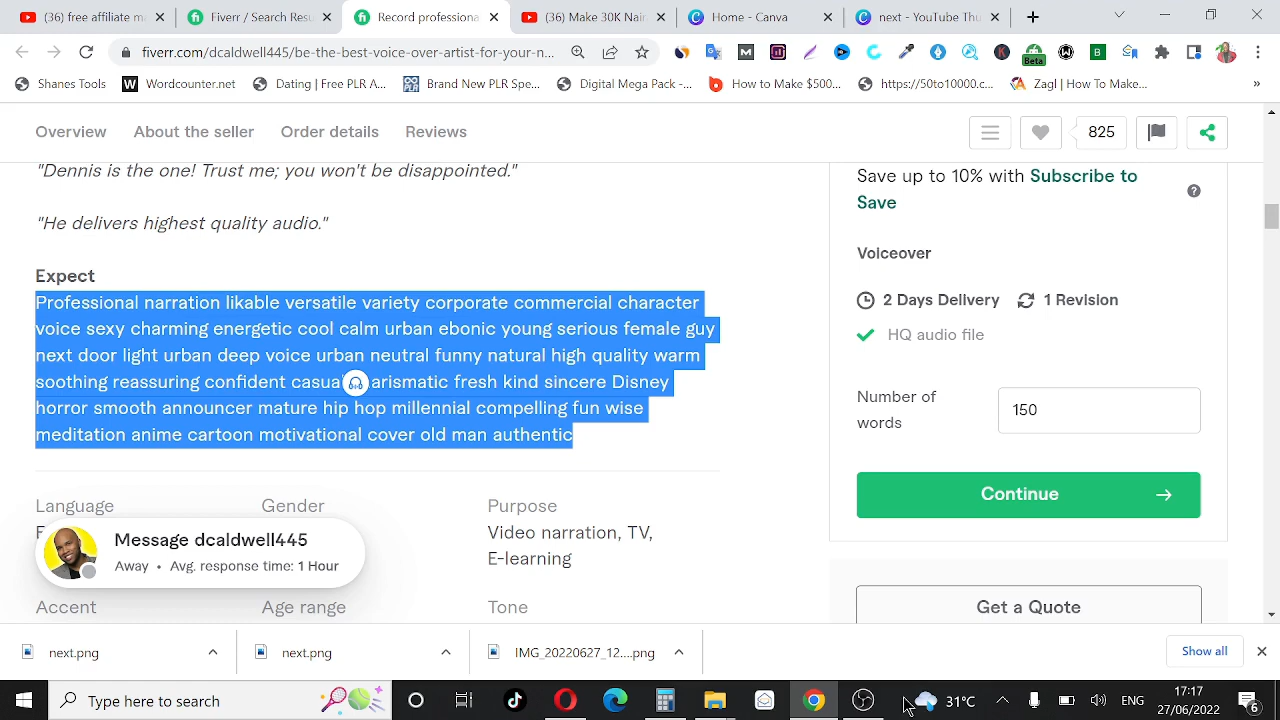 (36) free affiliate m
Fiverr / Search Resu
Record professiona
(36) Make 30K Nair
Home - Canva
next - YouTube Thu
fiverr.com/dcaldwell445/be-the-best-voice-over-artist-for-your-n...
Beta
Shanes Tools
Wordcounter.net
Dating | Free PLR A...
Brand New PLR Spe...
Digital Mega Pack -...
How to Make $500...
https://50to10000.c...
Zagl | How To Make...
Overview
About the seller
Order details
Reviews
825
"Dennis is the one! Trust me; you won't be disappointed."
"He delivers highest quality audio."
Expect
Professional narration likable versatile variety corporate commercial character
voice sexy charming energetic cool calm urban ebonic young serious female guy
next door light urban deep voice urban neutral funny natural high quality warm
soothing reassuring confident casua arismatic fresh kind sincere Disney
horror smooth announcer mature hip hop millennial compelling fun wise
meditation anime cartoon motivational cover old man authentic
Save up to 10% with Subscribe to
Save
Voiceover
2 Days Delivery
1 Revision
HQ audio file
Number of
words
150
Continue
Get a Quote
Language
Gender
Purpose
Video narration, TV,
E-learning
Message dcaldwell445
Away • Avg. response time: 1 Hour
Accent
Age range
Tone
next.png
next.png
IMG_20220627_12....png
Show all
Type here to search
31°C
ENG
17:17
27/06/2022
6